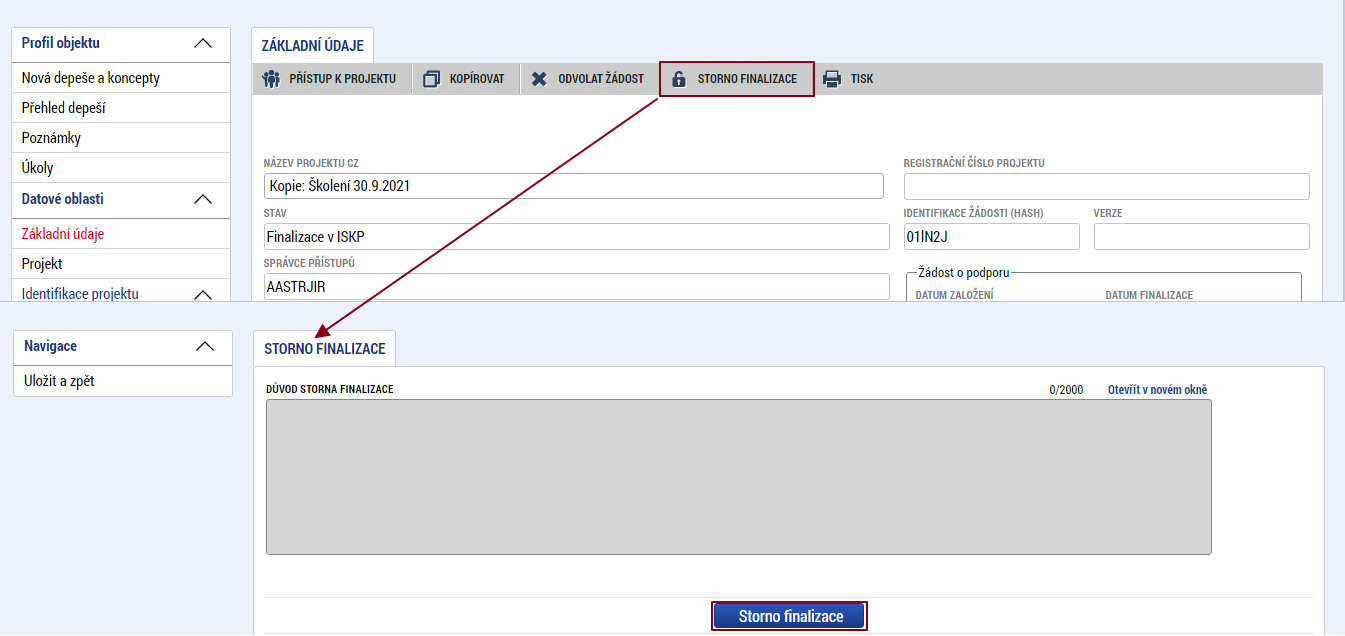 Profil objektu
Nová depeše a koncepty
Přehled depeší
Poznámky
Úkoly
Datové oblasti
Základní údaje
Projekt
Identifikace projektu
ZÁKLADNÍ ÚDAJE
PŘÍSTUP K PROJEKTU KOPÍROVAT ODVOLAT ŽÁDOST STORNO FINALIZACE TISK
NÁZEV PROJEKTU CZ REGISTRAČNÍ ČÍSLO PROJEKTU
Kopie: Školení 30.9.2021
STAV IDENTIFIKACE ŽÁDOSTI (HASH) VERZE
Finalizace v ISKP 01lN2J
SPRÁVCE PŘÍSTUPŮ
Žádost o podporu
AASTRJIR
DATUM ZALOŽENÍ DATUM FINALIZACE
Navigace
Uložit a zpět
STORNO FINALIZACE
DŮVOD STORNA FINALIZACE 0/2000 Otevřít v novém okně
Storno finalizace